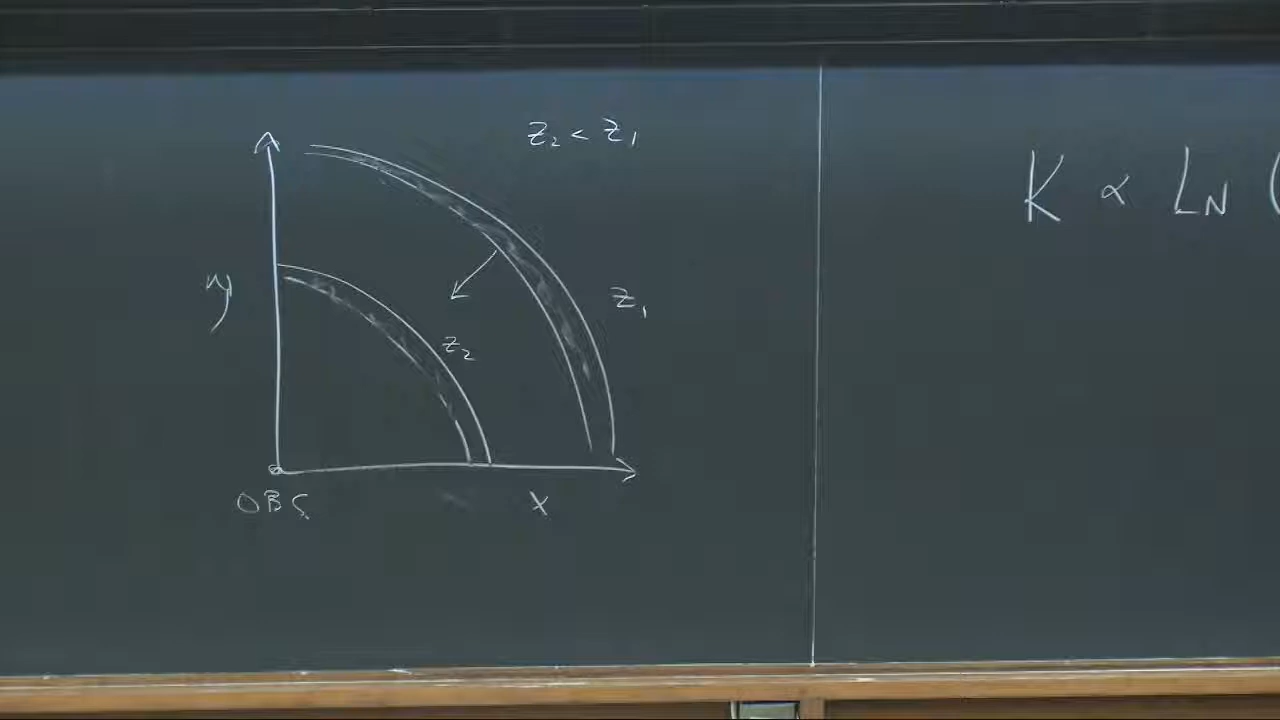 z₂ < z₁
K ∝ LN (
y
z₁
z₂
OBS
x